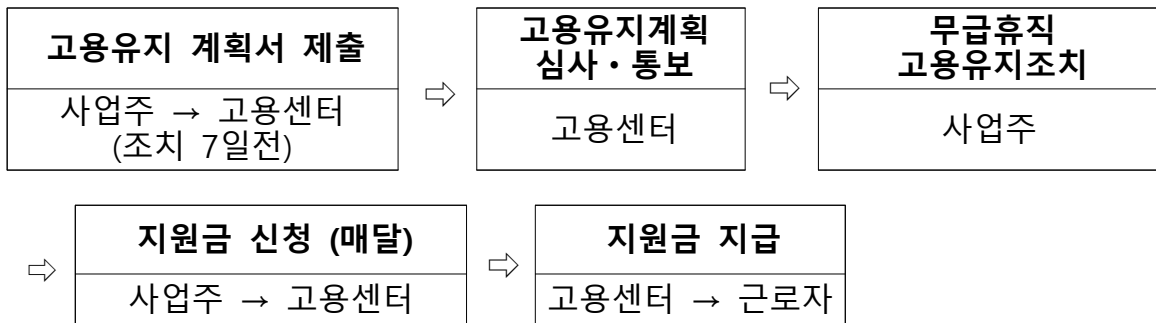 고용유지 계획서 제출
사업주 → 고용센터
(조치 7일전)
⇨
고용유지계획
심사・통보
고용센터
⇨
무급휴직
고용유지조치
사업주
⇨
지원금 신청 (매달)
사업주 → 고용센터
⇨
지원금 지급
고용센터 → 근로자